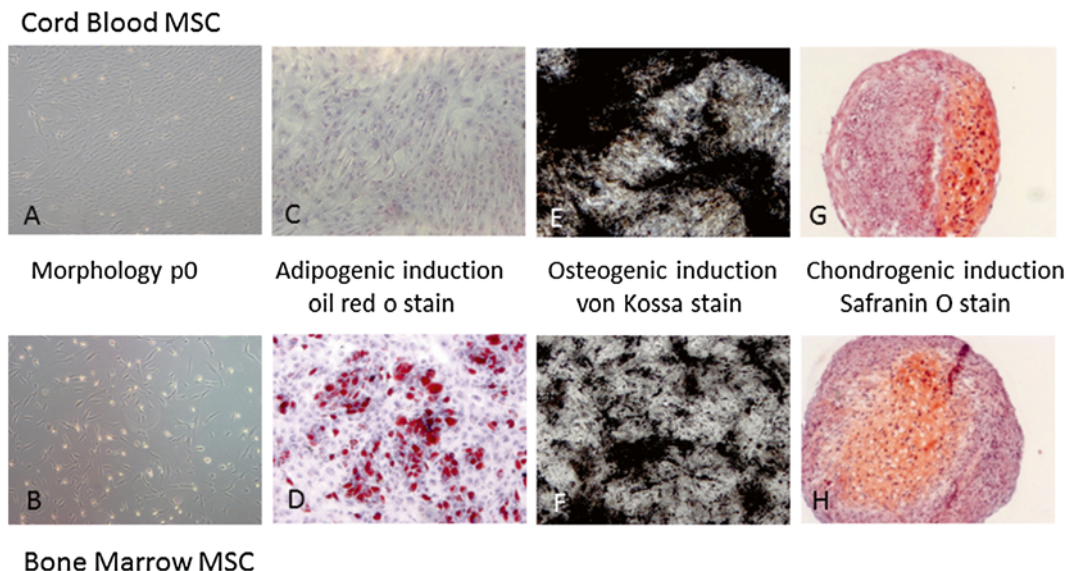 Cord Blood MSC
A
C
E
G
Morphology p0
Adipogenic induction
oil red o stain
Osteogenic induction
von Kossa stain
Chondrogenic induction
Safranin O stain
B
D
F
H
Bone Marrow MSC